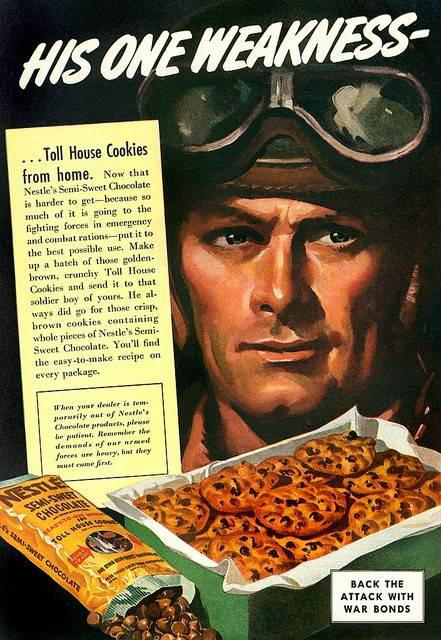 HIS ONE WEAKNESS-
...Toll House Cookies
from home. Now that
Nestle's Semi-Sweet Chocolate
is harder to get—because so
much of it is going to the
fighting forces in emergency
and combat rations—put it to
the best possible use. Make
up a batch of those golden-
brown, crunchy Toll House
Cookies and send it to that
soldier boy of yours. He al-
ways did go for those crisp,
brown cookies containing
whole pieces of Nestle's Semi-
Sweet Chocolate. You'll find
the easy-to-make recipe on
every package.
When your dealer is tem-
porarily out of Nestle's
Chocolate products, please
be patient. Remember the
demands of our armed
forces are heavy, but they
must come first.
NESTLE'S
SEMI-SWEET
CHOCOLATE
TOLL HOUSE COOKIES
SEMI-SWEET CHOCOLATE
BACK THE
ATTACK WITH
WAR BONDS